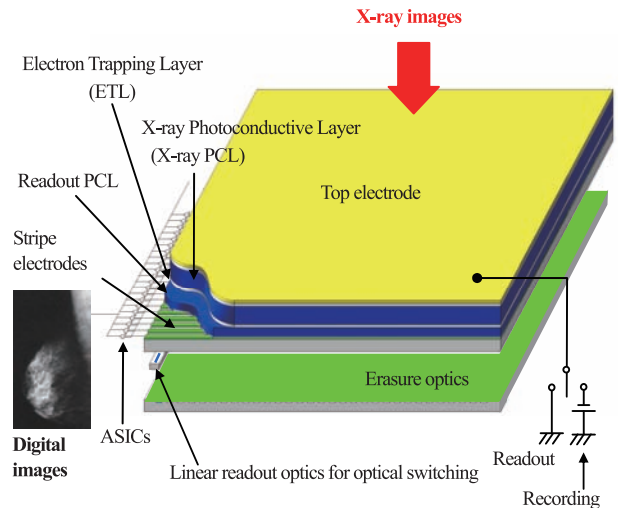 X-ray images
Electron Trapping Layer
(ETL)
X-ray Photoconductive Layer
(X-ray PCL)
Readout PCL
Top electrode
Stripe
electrodes
Erasure optics
ASICs
Digital
images
Linear readout optics for optical switching
Readout
Recording